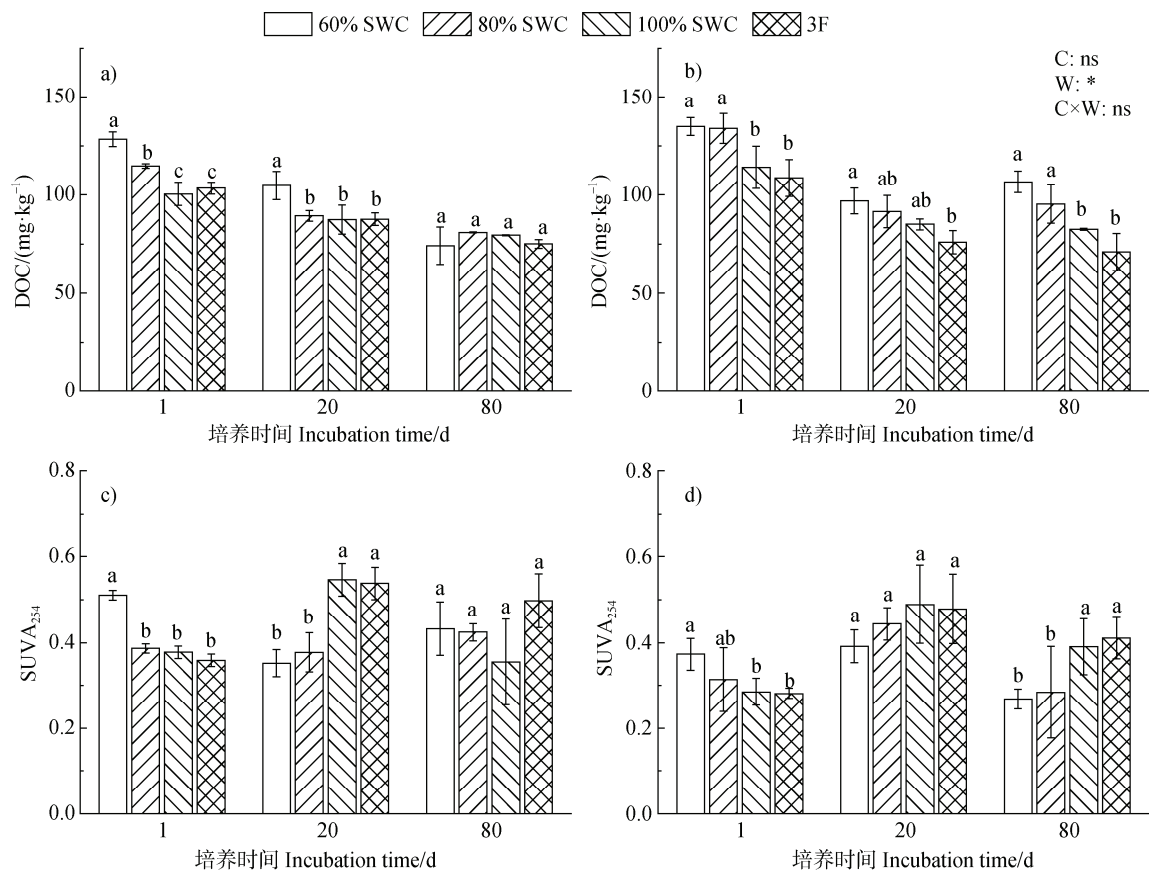 60% SWC 80% SWC 100% SWC 3F
a)
DOC/(mg·kg⁻¹)
150
100
50
0
a b c c
a b b b
a a a a
1 20 80
培养时间 Incubation time/d
b)
C: ns
W: *
C×W: ns
DOC/(mg·kg⁻¹)
150
100
50
0
a a b b
a ab ab b
a a b b
1 20 80
培养时间 Incubation time/d
c)
SUVA₂₅₄
0.8
0.6
0.4
0.2
0.0
a b b b
b b a a
a a a a
1 20 80
培养时间 Incubation time/d
d)
SUVA₂₅₄
0.8
0.6
0.4
0.2
0.0
a ab b b
a a a a
b b a a
1 20 80
培养时间 Incubation time/d